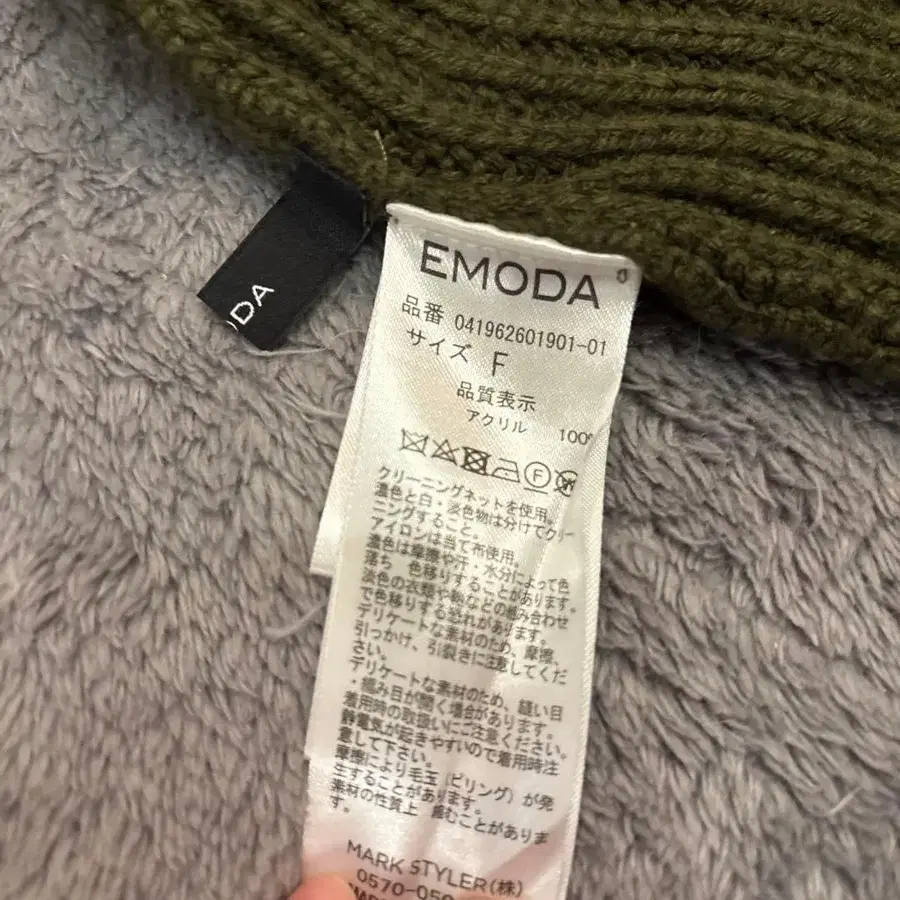 ODA
EMODA
品番 041962601901-01
サイズ F
品質表示
アクリル 100%
F
クリーニングネットを使用。
濃色と白・淡色物は分けてクリー
ニングすること。
アイロンは当て布使用。
濃色は摩擦や汗・水分によって色
落ち 色移りすることがあります。
淡色の衣類や鞄などの組み合わせ
で色移りする恐れがあります。
デリケートな素材のため、摩擦、
引っかけ、引裂きに注意してくだ
さい。
デリケートな素材のため、縫い目
・組み目が開く場合があります。
着用時の取扱いにご注意ください。
静電気が起きやすいので着用時注
意して下さい。
摩擦により毛玉(ピリング)が発
生することがあります。
素材の性質上 縮むことがありま
す。
MARK STYLER(株)
0570-05